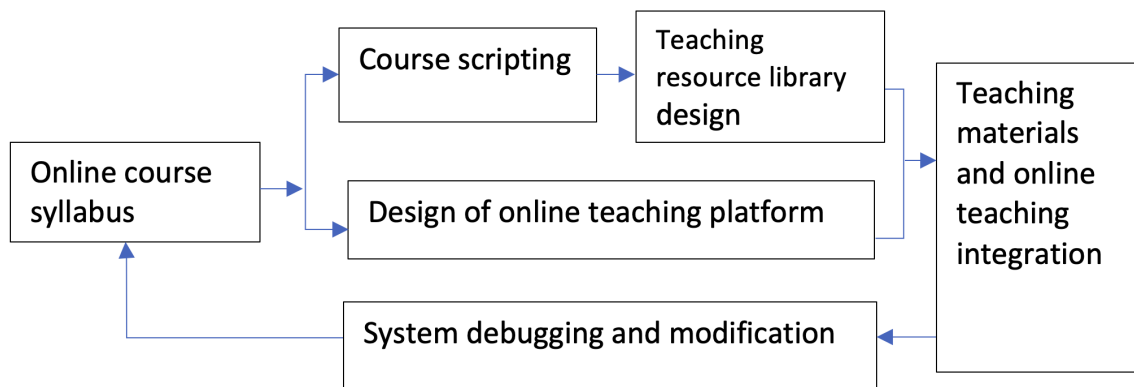 Online course
syllabus
Course scripting
Teaching
resource library
design
Design of online teaching platform
Teaching
materials
and online
teaching
integration
System debugging and modification